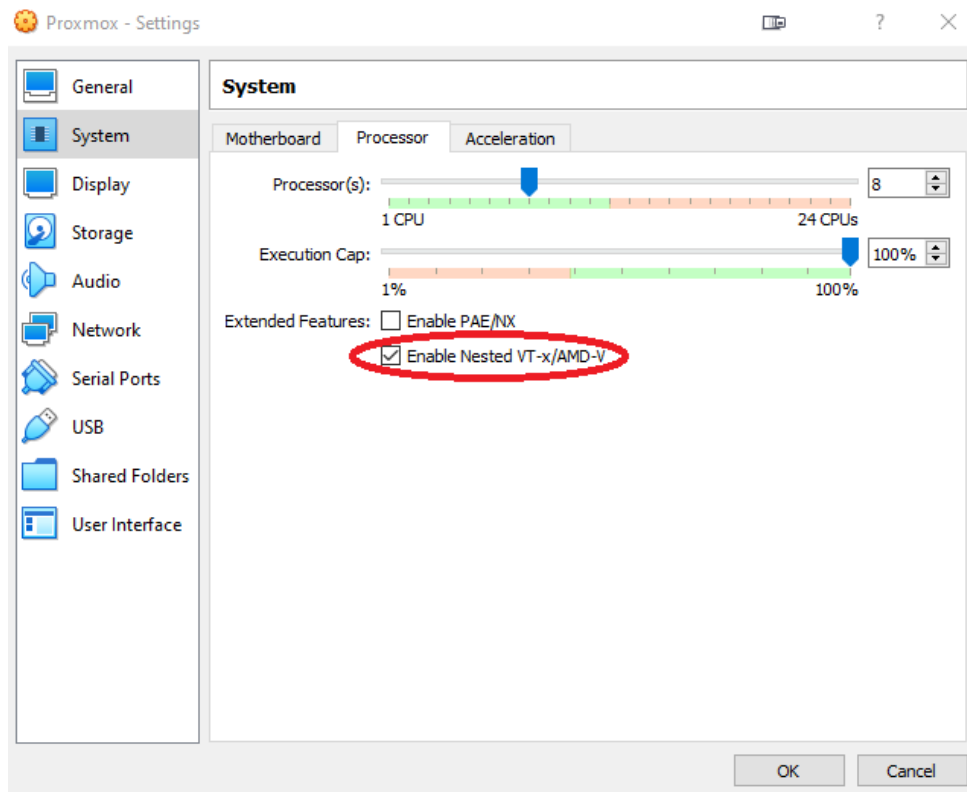 Proxmox - Settings
?
General
System
Display
Storage
Audio
Network
Serial Ports
USB
Shared Folders
User Interface
System
Motherboard Processor Acceleration
Processor(s): 8
1 CPU 24 CPUs
Execution Cap: 100%
1% 100%
Extended Features: Enable PAE/NX
Enable Nested VT-x/AMD-V
OK Cancel